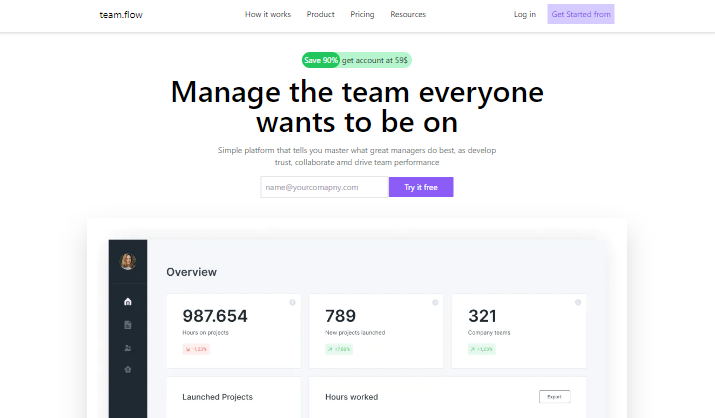 team.flow
How it works
Product
Pricing
Resources
Log in
Get Started from
Save 90% get account at 59$
Manage the team everyone
wants to be on
Simple platform that tells you master what great managers do best, as develop
trust, collaborate amd drive team performance
name@yourcomapny.com
Try it free
Overview
987.654
Hours on projects
-1,23%
789
New projects launched
321
Company teams
+1,23%
Launched Projects
Hours worked
Export